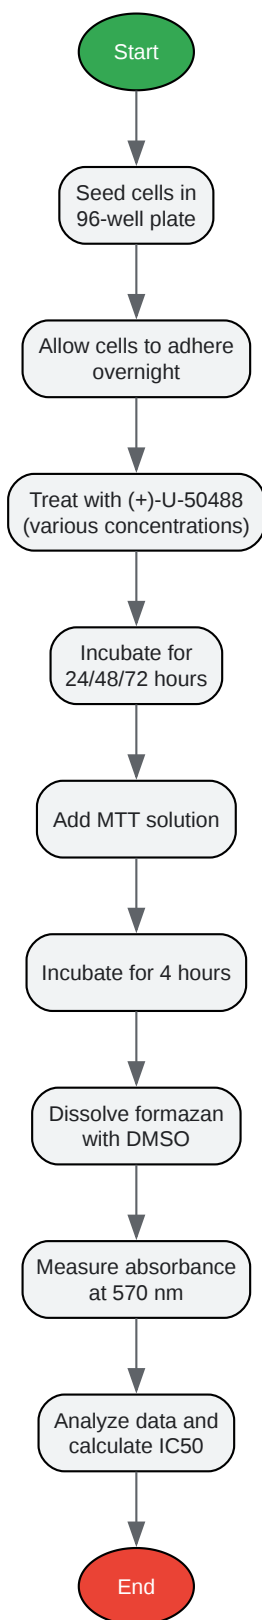 Start
Seed cells in
96-well plate
Allow cells to adhere
overnight
Treat with (+)-U-50488
(various concentrations)
Incubate for
24/48/72 hours
Add MTT solution
Incubate for 4 hours
Dissolve formazan
with DMSO
Measure absorbance
at 570 nm
Analyze data and
calculate IC50
End